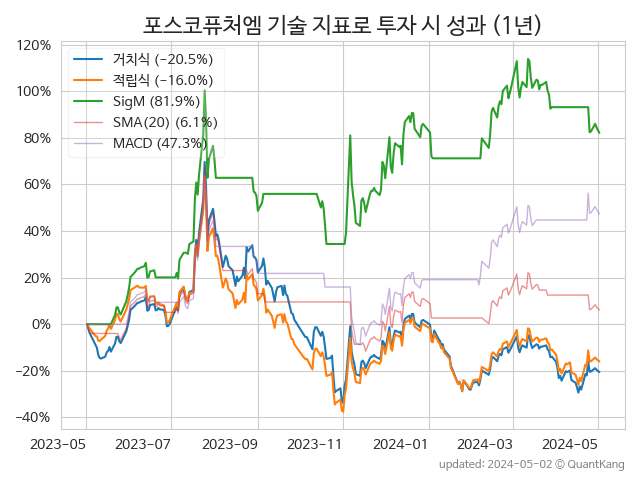 포스코퓨처엠 기술 지표로 투자 시 성과 (1년)
120%
100%
80%
60%
40%
20%
0%
−20%
−40%
거치식 (−20.5%)
적립식 (−16.0%)
SigM (81.9%)
SMA(20) (6.1%)
MACD (47.3%)
2023-05
2023-07
2023-09
2023-11
2024-01
2024-03
2024-05
updated: 2024-05-02 © QuantKang